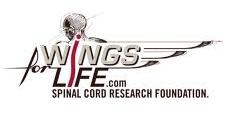 WINGS
for LIFE.com
SPINAL CORD RESEARCH FOUNDATION.